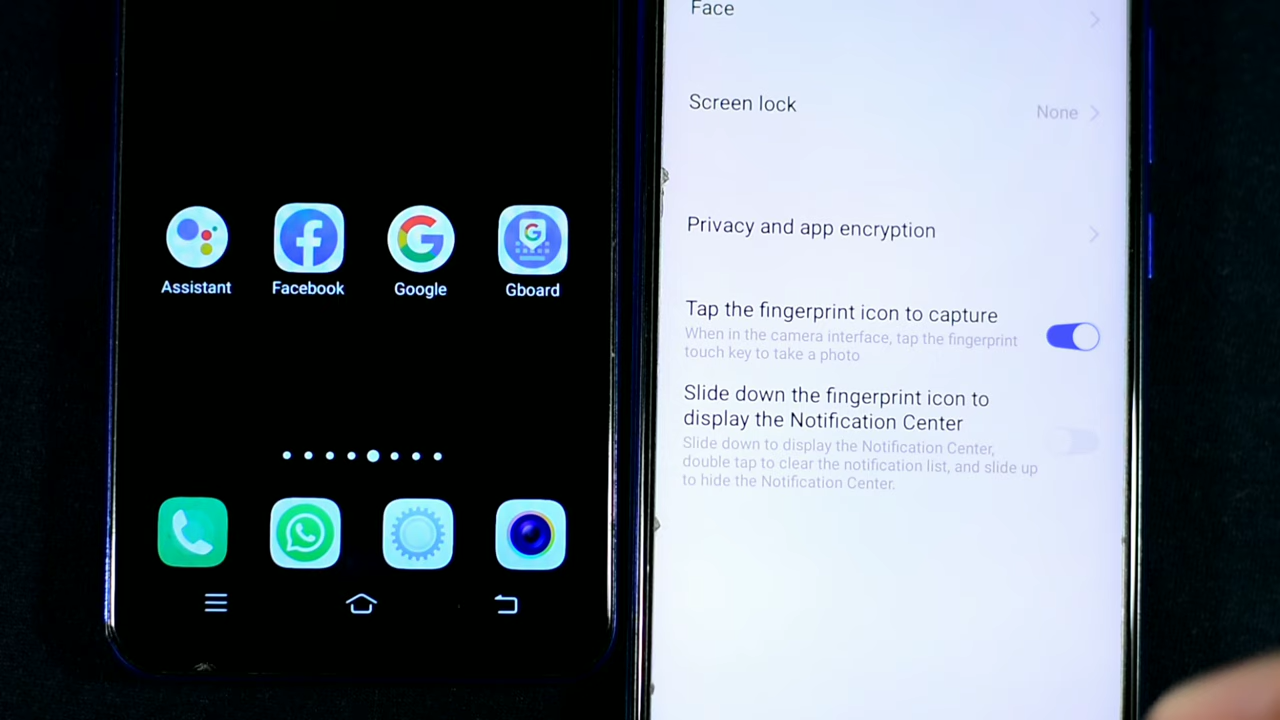 Assistant
Facebook
Google
Gboard
Face
Screen lock
None
Privacy and app encryption
Tap the fingerprint icon to capture
When in the camera interface, tap the fingerprint
touch key to take a photo
Slide down the fingerprint icon to
display the Notification Center
Slide down to display the Notification Center,
double tap to clear the notification list, and slide up
to hide the Notification Center.